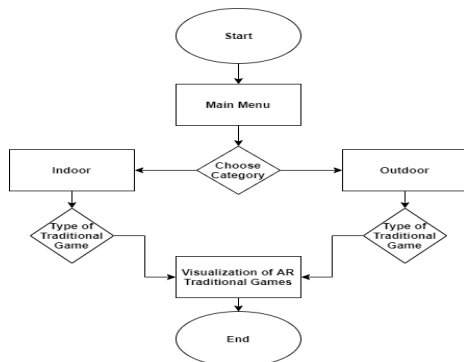 Start
Main Menu
Choose
Category
Indoor
Outdoor
Type of
Traditional
Game
Type of
Traditional
Game
Visualization of AR
Traditional Games
End